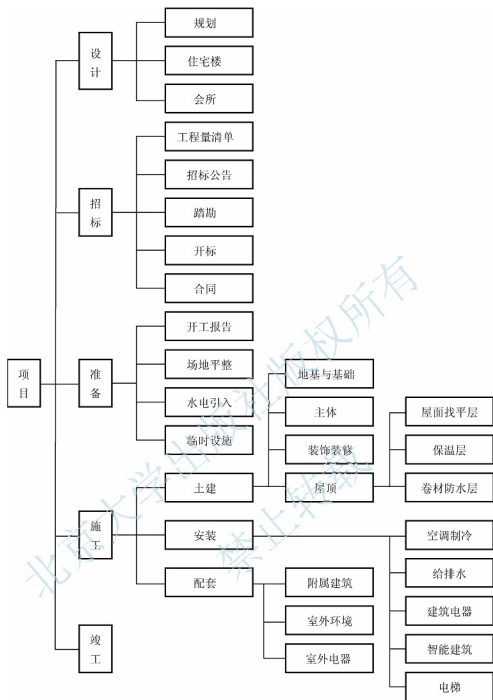 项目
设计
规划
住宅楼
会所
招标
工程量清单
招标公告
踏勘
开标
合同
准备
开工报告
场地平整
水电引入
临时设施
施工
土建
地基与基础
主体
装饰装修
屋顶
屋面找平层
保温层
卷材防水层
安装
空调制冷
给排水
建筑电器
智能建筑
电梯
配套
附属建筑
室外环境
室外电器
竣工
北京大学出版社版权所有
禁止转载